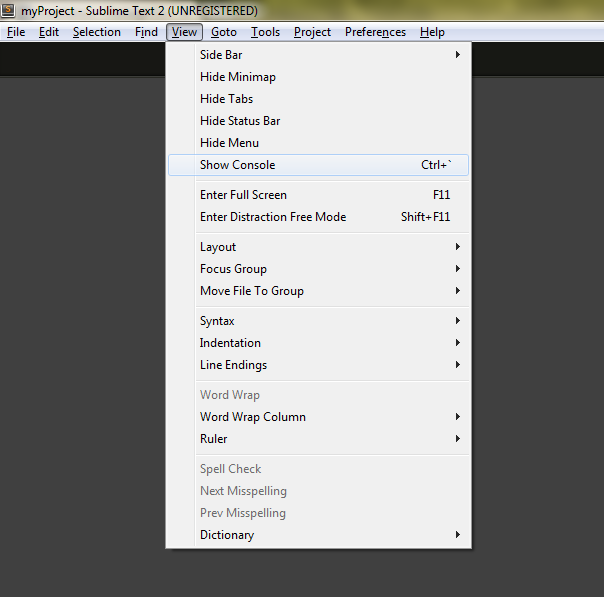 myProject - Sublime Text 2 (UNREGISTERED)
File Edit Selection Find View Goto Tools Project Preferences Help
Side Bar
Hide Minimap
Hide Tabs
Hide Status Bar
Hide Menu
Show Console Ctrl+`
Enter Full Screen F11
Enter Distraction Free Mode Shift+F11
Layout
Focus Group
Move File To Group
Syntax
Indentation
Line Endings
Word Wrap
Word Wrap Column
Ruler
Spell Check
Next Misspelling
Prev Misspelling
Dictionary